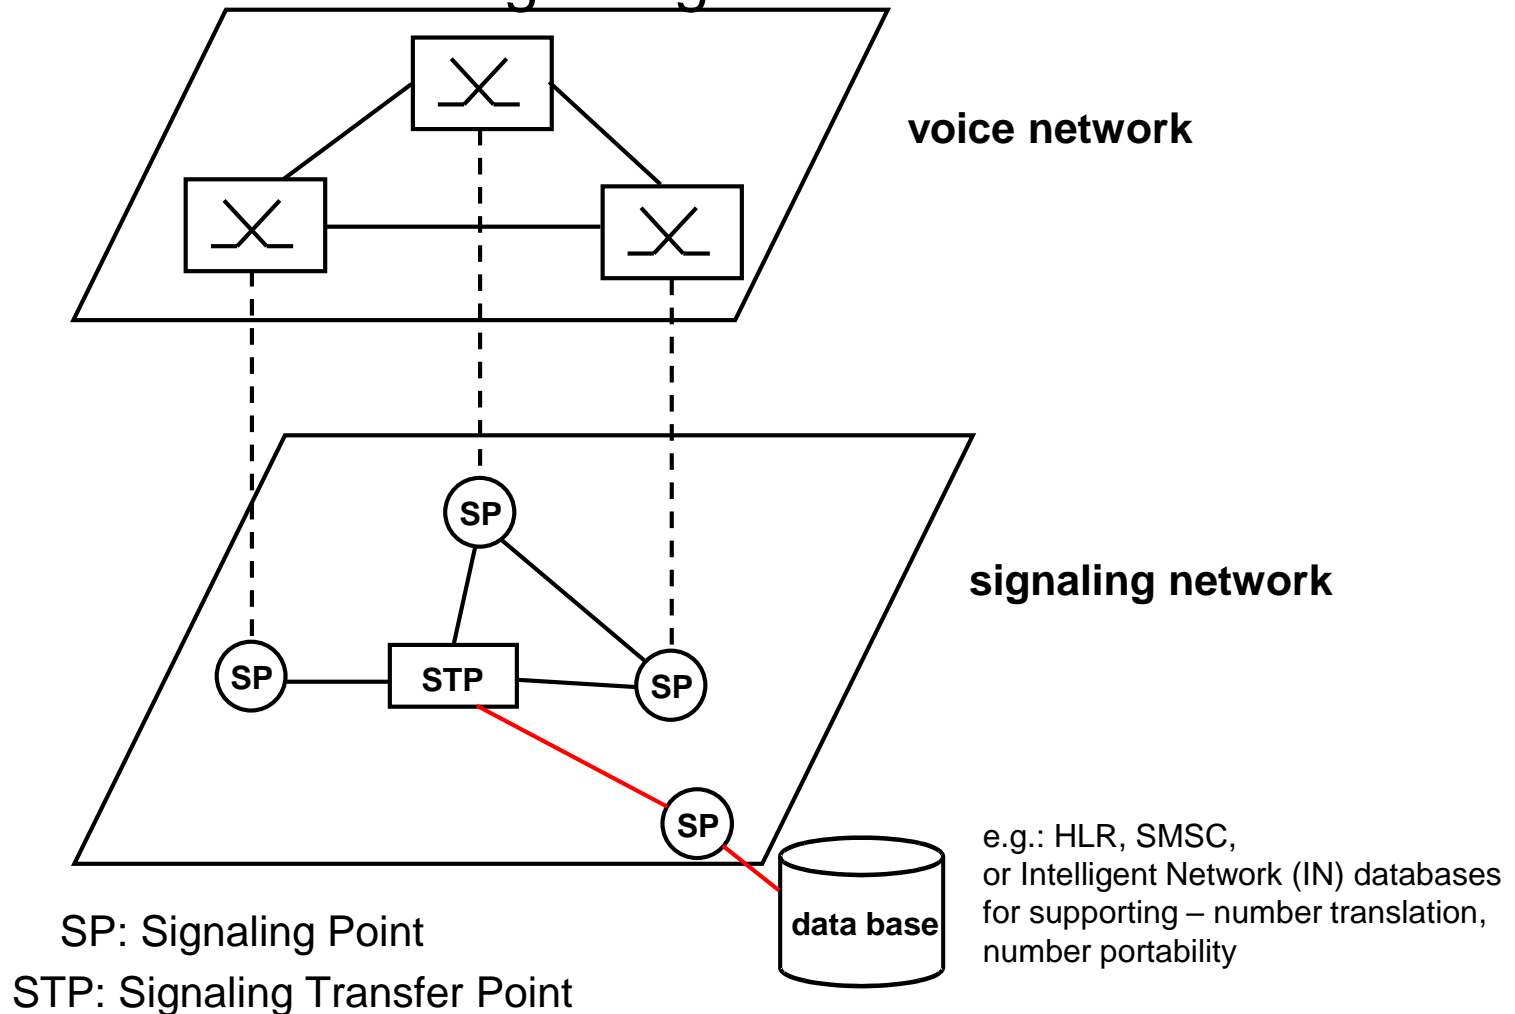 voice network
SP
signaling network
SP
STP
SP
SP
data base
e.g.: HLR, SMSC,
or Intelligent Network (IN) databases
for supporting – number translation,
number portability
SP: Signaling Point
STP: Signaling Transfer Point